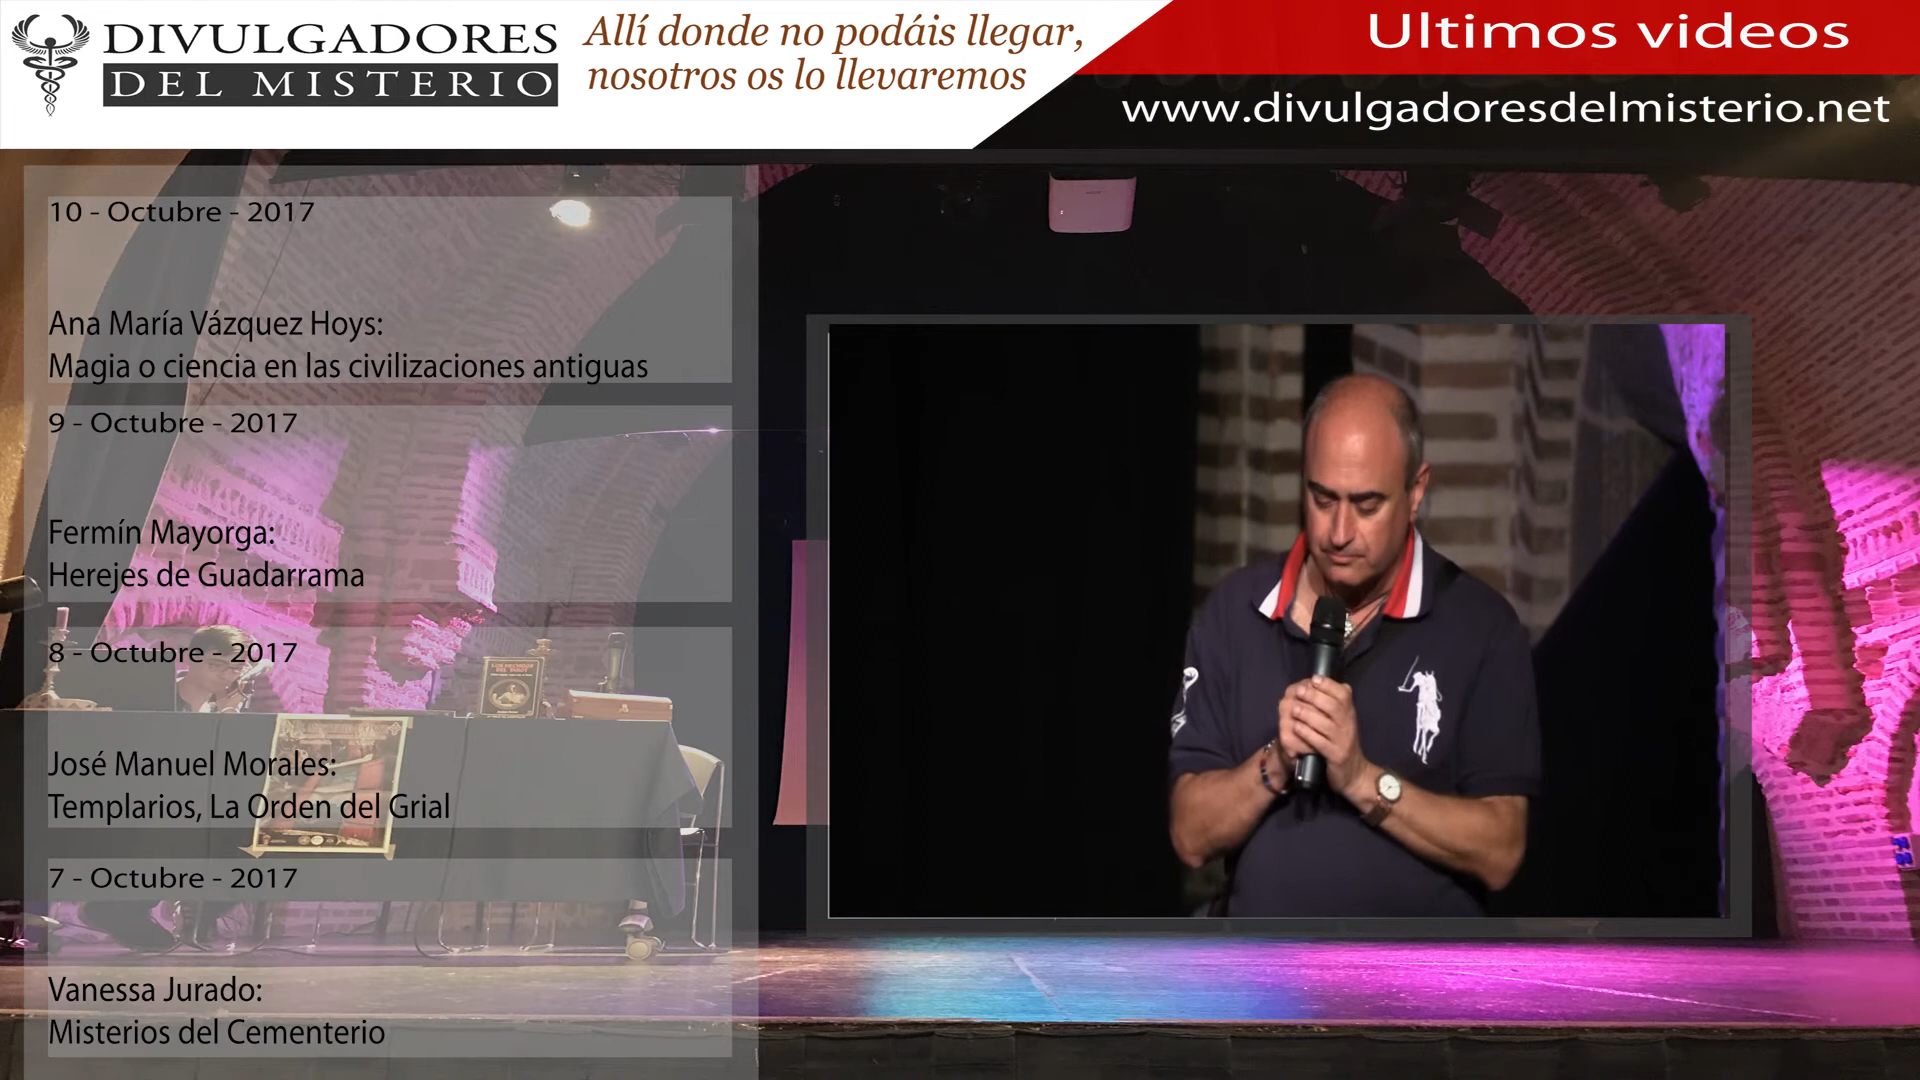 DIVULGADORES
DEL MISTERIO
Allí donde no podáis llegar,
nosotros os lo llevaremos
Ultimos videos
www.divulgadoresdelmisterio.net
10 - Octubre - 2017
Ana María Vázquez Hoys:
Magia o ciencia en las civilizaciones antiguas
9 - Octubre - 2017
Fermín Mayorga:
Herejes de Guadarrama
8 - Octubre - 2017
José Manuel Morales:
Templarios, La Orden del Grial
7 - Octubre - 2017
Vanessa Jurado:
Misterios del Cementerio